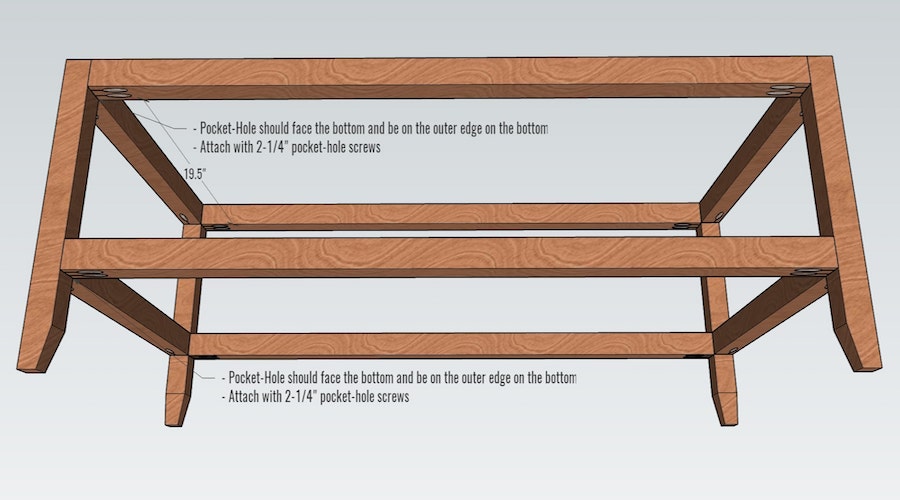 - Pocket-Hole should face the bottom and be on the outer edge on the bottom
- Attach with 2-1/4" pocket-hole screws
19.5"
- Pocket-Hole should face the bottom and be on the outer edge on the bottom
- Attach with 2-1/4" pocket-hole screws